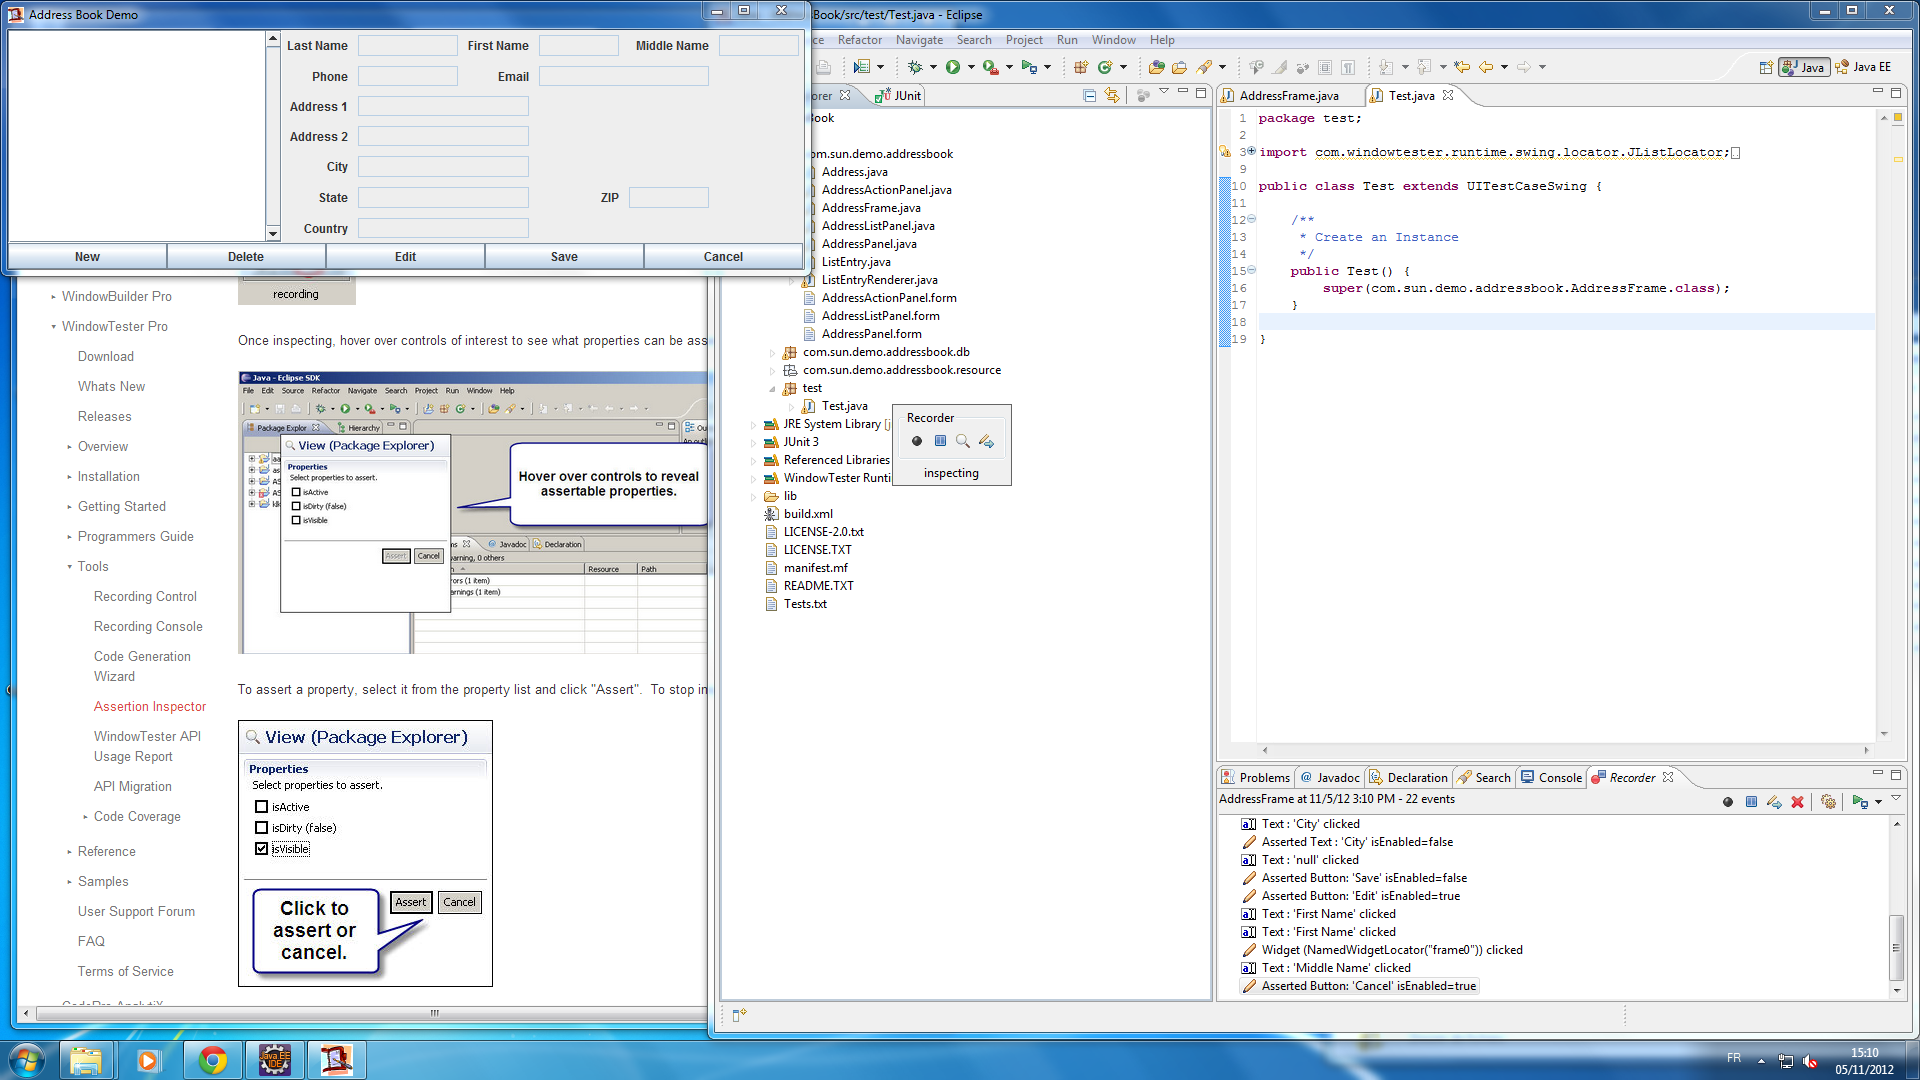 Address Book Demo
Last Name
First Name
Middle Name
Phone
Email
Address 1
Address 2
City
State
ZIP
Country
New
Delete
Edit
Save
Cancel
Book/src/test/Test.java - Eclipse
Refactor
Navigate
Search
Project
Run
Window
Help
Java
Java EE
JUnit
Book
com.sun.demo.addressbook
Address.java
AddressActionPanel.java
AddressFrame.java
AddressListPanel.java
AddressPanel.java
ListEntry.java
ListEntryRenderer.java
AddressActionPanel.form
AddressListPanel.form
AddressPanel.form
com.sun.demo.addressbook.db
com.sun.demo.addressbook.resource
test
Test.java
JRE System Library [j
JUnit 3
Referenced Libraries
WindowTester Runti
lib
build.xml
LICENSE-2.0.txt
LICENSE.TXT
manifest.mf
README.TXT
Tests.txt
Recorder
inspecting
AddressFrame.java
Test.java
1 package test;
2
3 import com.windowtester.runtime.swing.locator.JListLocator;
9
10 public class Test extends UITestCaseSwing {
11
12 /**
13 * Create an Instance
14 */
15 public Test() {
16 super(com.sun.demo.addressbook.AddressFrame.class);
17 }
18
19 }
Problems
@ Javadoc
Declaration
Search
Console
Recorder
AddressFrame at 11/5/12 3:10 PM - 22 events
Text : 'City' clicked
Asserted Text : 'City' isEnabled=false
Text : 'null' clicked
Asserted Button: 'Save' isEnabled=false
Asserted Button: 'Edit' isEnabled=true
Text : 'First Name' clicked
Text : 'First Name' clicked
Widget (NamedWidgetLocator("frame0")) clicked
Text : 'Middle Name' clicked
Asserted Button: 'Cancel' isEnabled=true
WindowBuilder Pro
WindowTester Pro
Download
Whats New
Releases
Overview
Installation
Getting Started
Programmers Guide
Tools
Recording Control
Recording Console
Code Generation
Wizard
Assertion Inspector
WindowTester API
Usage Report
API Migration
Code Coverage
Reference
Samples
User Support Forum
FAQ
Terms of Service
CodePro AnalytiX
recording
Once inspecting, hover over controls of interest to see what properties can be ass
Java - Eclipse SDK
File Edit Source Refactor Navigate Search Project Run Window Help
Package Explor
Hierarchy
View (Package Explorer)
Properties
Select properties to assert.
isActive
isDirty (false)
isVisible
Assert
Cancel
Hover over controls to reveal
assertable properties.
Javadoc
Declaration
arning, 0 others
Resource
Path
rors (1 item)
arnings (1 item)
To assert a property, select it from the property list and click "Assert". To stop in
View (Package Explorer)
Properties
Select properties to assert.
isActive
isDirty (false)
isVisible
Assert
Cancel
Click to
assert or
cancel.
FR
15:10
05/11/2012